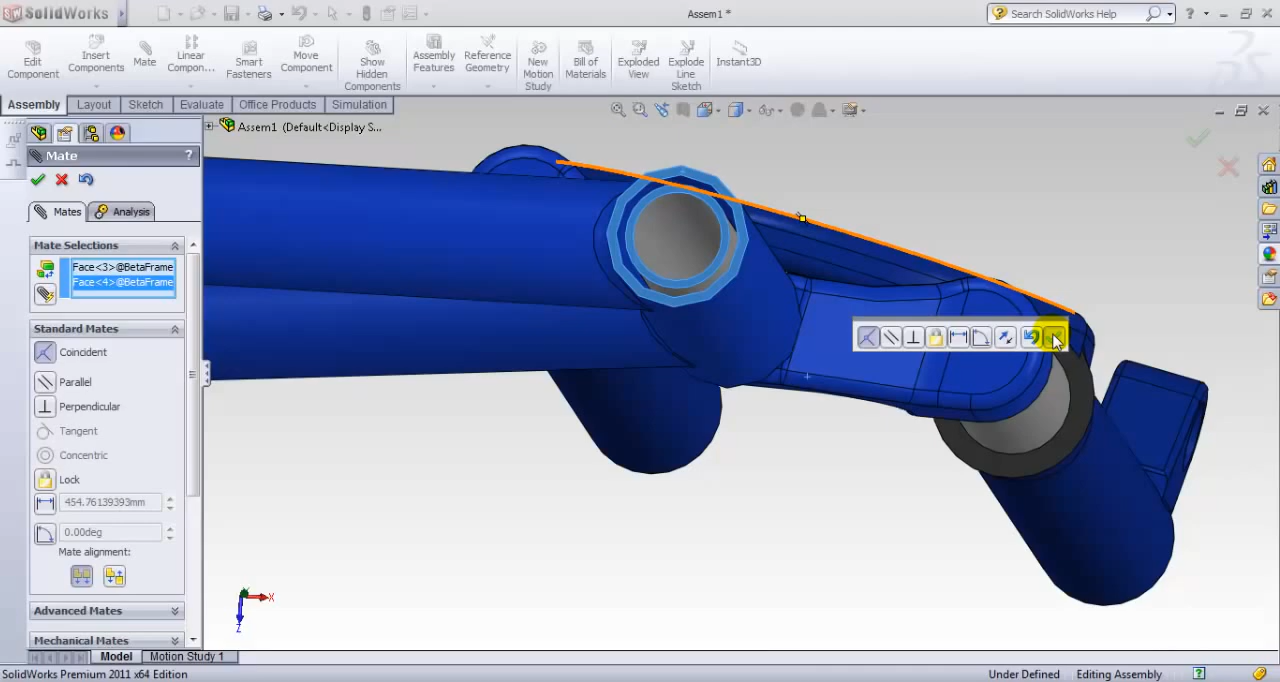 SolidWorks
Assem1 *
Search SolidWorks Help
?
Edit Component
Insert Components
Mate
Linear Compon...
Smart Fasteners
Move Component
Show Hidden Components
Assembly Features
Reference Geometry
New Motion Study
Bill of Materials
Exploded View
Explode Line Sketch
Instant3D
Assembly
Layout
Sketch
Evaluate
Office Products
Simulation
Assem1 (Default<Display S...
Mate
?
Mates
Analysis
Mate Selections
Face<3>@BetaFrame
Face<4>@BetaFrame
Standard Mates
Coincident
Parallel
Perpendicular
Tangent
Concentric
Lock
454.76139393mm
0.00deg
Mate alignment:
Advanced Mates
Mechanical Mates
X
Z
Model
Motion Study 1
SolidWorks Premium 2011 x64 Edition
Under Defined
Editing Assembly
?